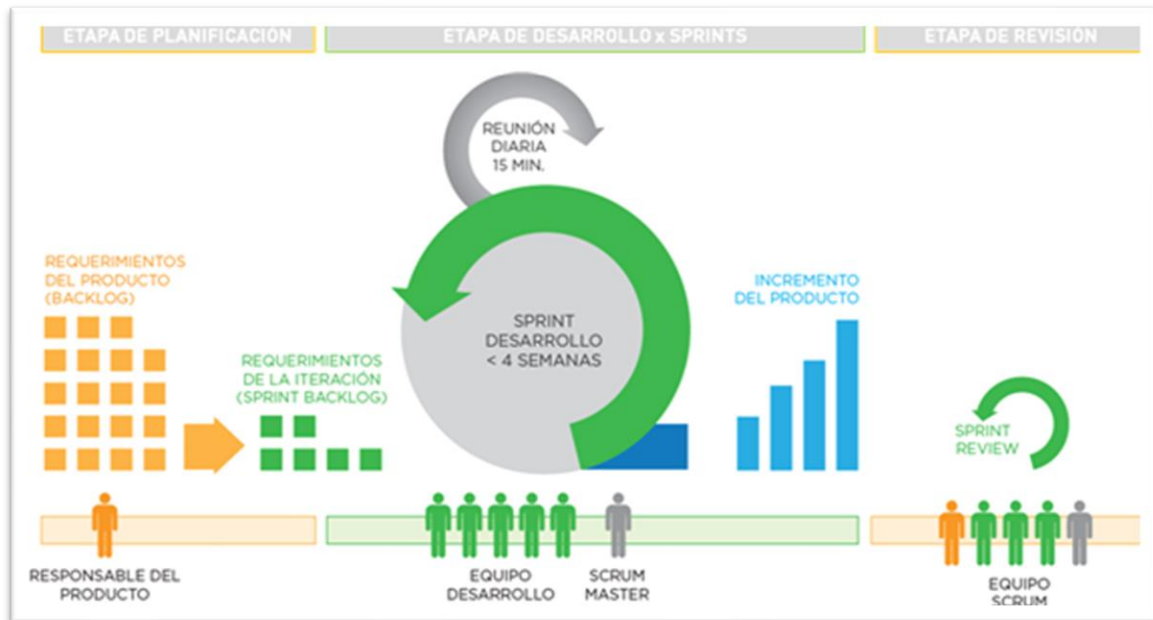 ETAPA DE PLANIFICACIÓN
ETAPA DE DESARROLLO x SPRINTS
ETAPA DE REVISIÓN
REUNIÓN
DIARIA
15 MIN.
REQUERIMIENTOS
DEL PRODUCTO
(BACKLOG)
REQUERIMIENTOS
DE LA ITERACIÓN
(SPRINT BACKLOG)
SPRINT
DESARROLLO
< 4 SEMANAS
INCREMENTO
DEL PRODUCTO
SPRINT
REVIEW
RESPONSABLE DEL
PRODUCTO
EQUIPO
DESARROLLO
SCRUM
MASTER
EQUIPO
SCRUM